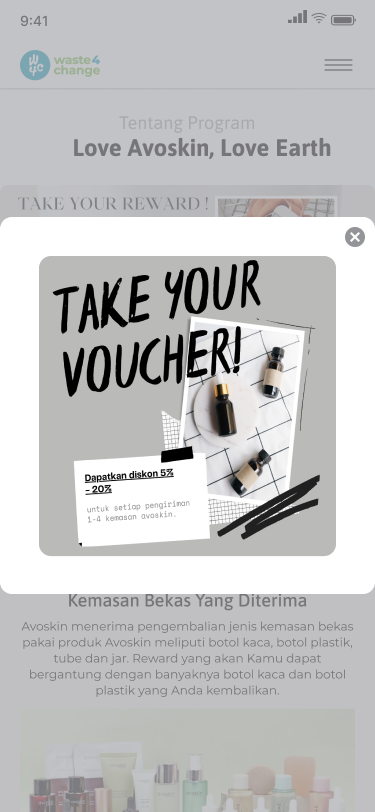 9:41
waste4
change
Tentang Program
Love Avoskin, Love Earth
TAKE YOUR REWARD !
TAKE YOUR
VOUCHER!
Dapatkan diskon 5%
- 20%
untuk setiap pengiriman
1-4 kemasan avoskin.
Kemasan Bekas Yang Diterima
Avoskin menerima pengembalian jenis kemasan bekas
pakai produk Avoskin meliputi botol kaca, botol plastik,
tube dan jar. Reward yang akan Kamu dapat
bergantung dengan banyaknya botol kaca dan botol
plastik yang Anda kembalikan.